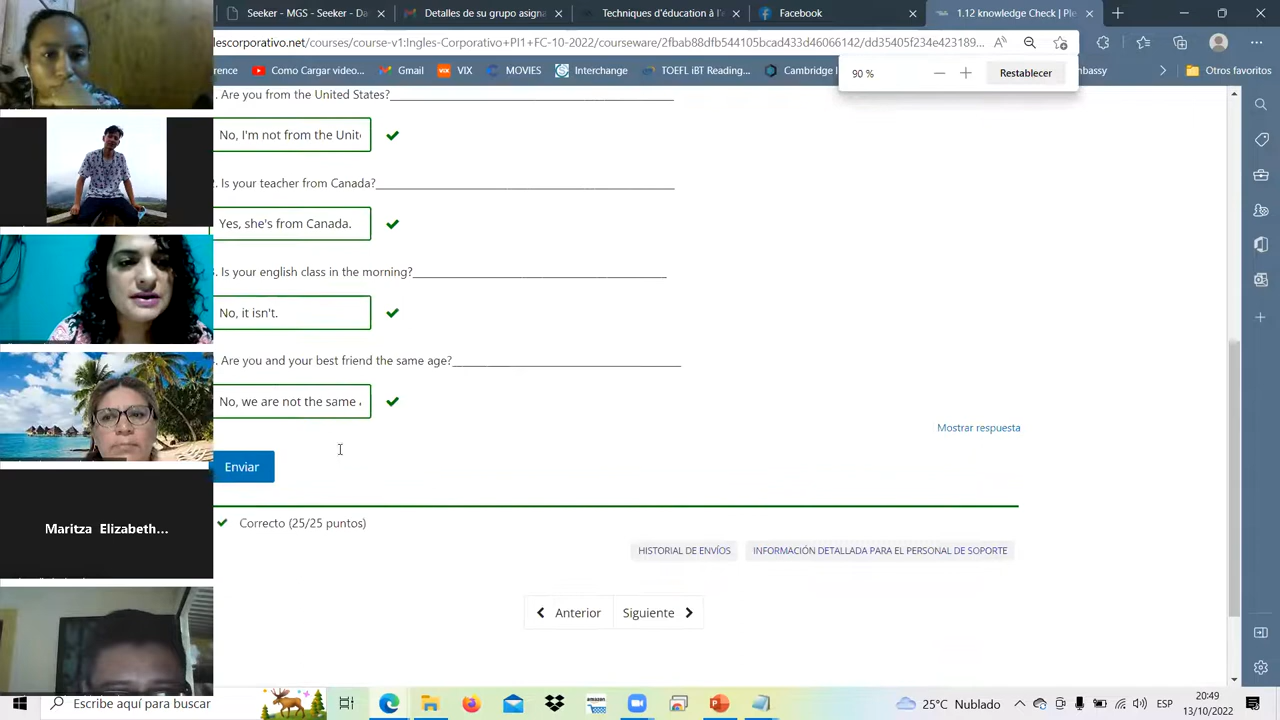 Seeker - MGS - Seeker - Da
Detalles de su grupo asigna
Techniques d'éducation à l'e
Facebook
1.12 knowledge Check | Ple
lescorporativo.net/courses/course-v1:Ingles-Corporativo+PI1+FC-10-2022/courseware/2fbab88dfb544105bcad433d46066142/dd35405f234e423189...
90 %
Restablecer
rence
Como Cargar video...
Gmail
VIX
MOVIES
Interchange
TOEFL iBT Reading...
Cambridge
mbassy
Otros favoritos
. Are you from the United States?
No, I'm not from the Unit
2. Is your teacher from Canada?
Yes, she's from Canada.
3. Is your english class in the morning?
No, it isn't.
. Are you and your best friend the same age?
No, we are not the same
Mostrar respuesta
Enviar
Correcto (25/25 puntos)
HISTORIAL DE ENVÍOS
INFORMACIÓN DETALLADA PARA EL PERSONAL DE SOPORTE
Anterior
Siguiente
Maritza Elizabeth...
Escribe aquí para buscar
amazon
25°C Nublado
ESP
20:49
13/10/2022